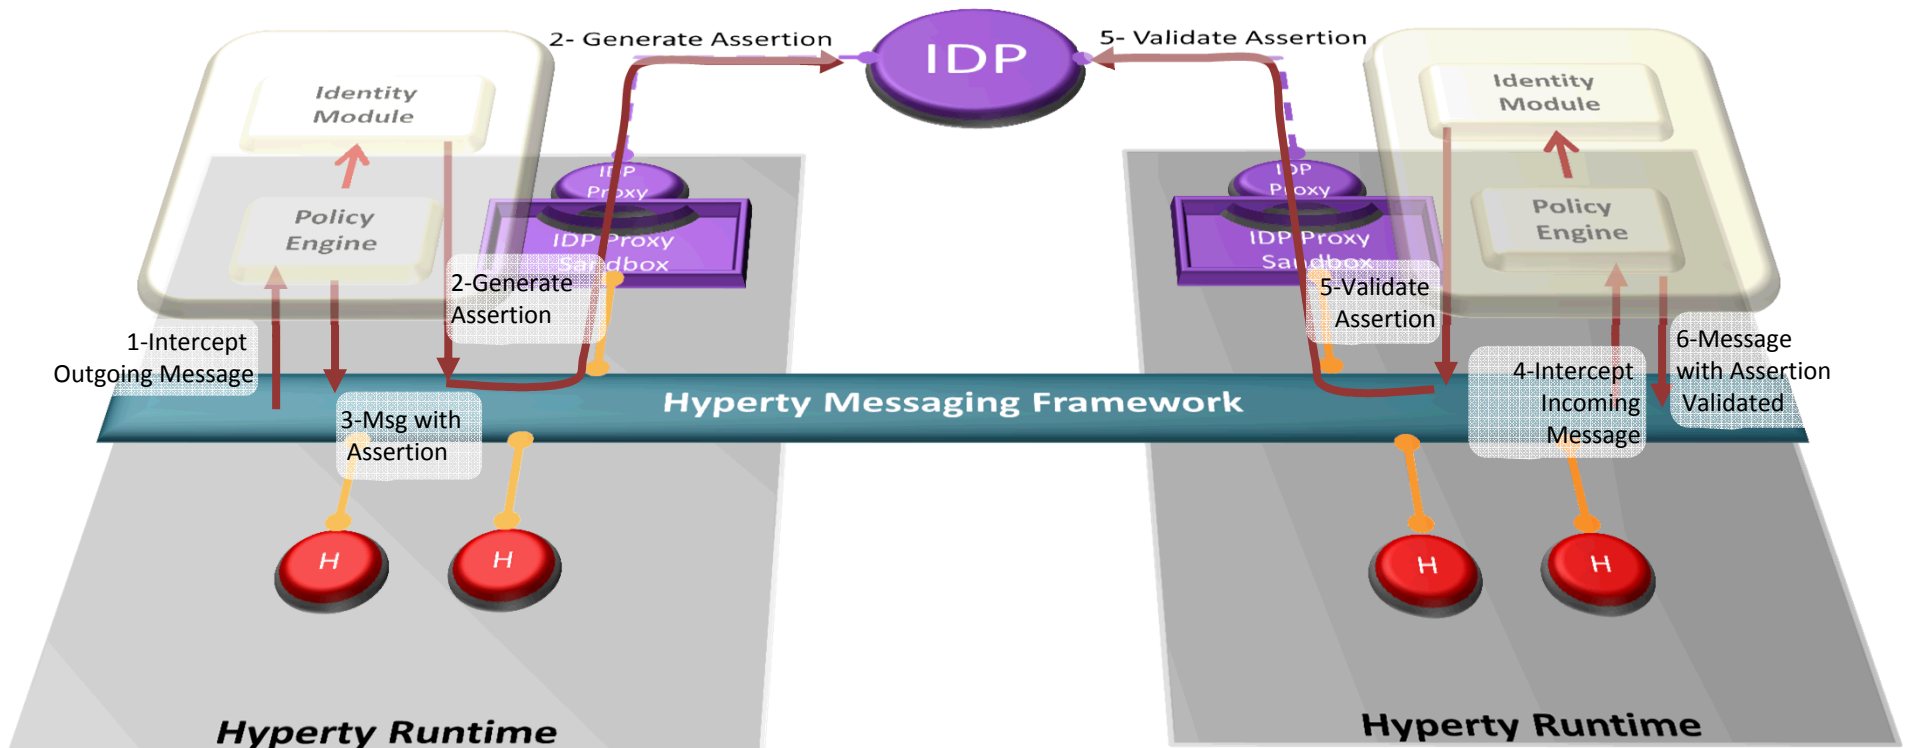 2- Generate Assertion
IDP
5- Validate Assertion
Identity
Module
Policy
Engine
IDP
Proxy
IDP Proxy
Sandbox
2-Generate
Assertion
1-Intercept
Outgoing Message
3-Msg with
Assertion
Hyperty Messaging Framework
H
H
Hyperty Runtime
Identity
Module
Policy
Engine
IDP
Proxy
IDP Proxy
Sandbox
5-Validate
Assertion
4-Intercept
Incoming
Message
6-Message
with Assertion
Validated
H
H
Hyperty Runtime